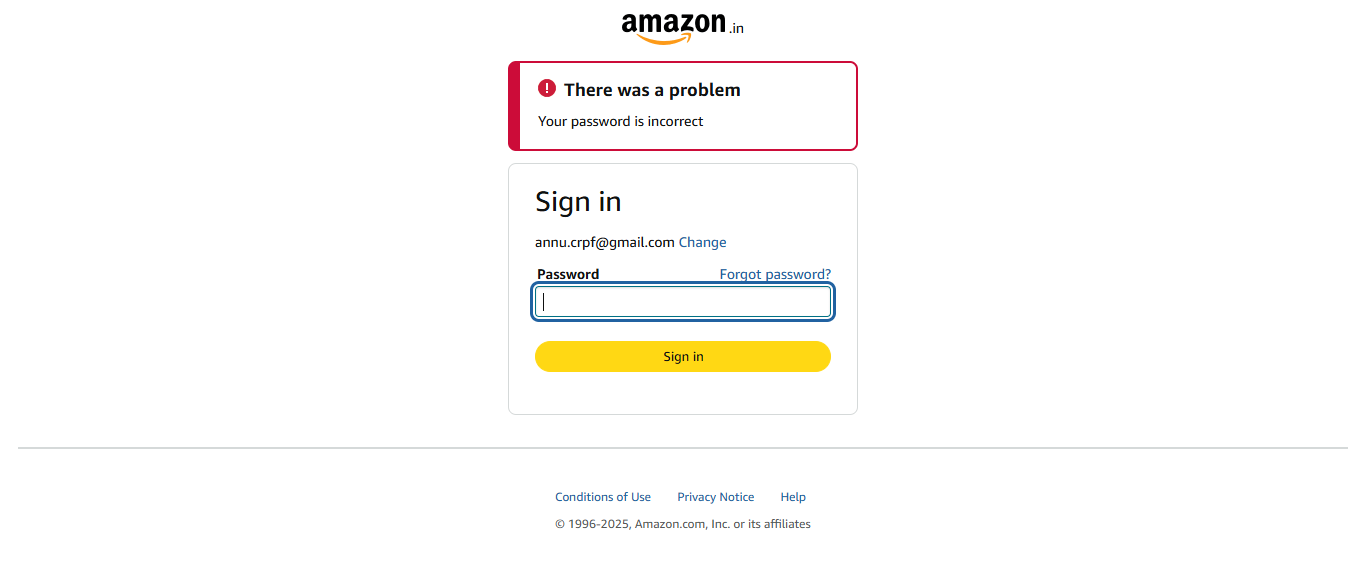 amazon.in
There was a problem
Your password is incorrect
Sign in
annu.crpf@gmail.com Change
Password Forgot password?
Sign in
Conditions of Use Privacy Notice Help
© 1996-2025, Amazon.com, Inc. or its affiliates